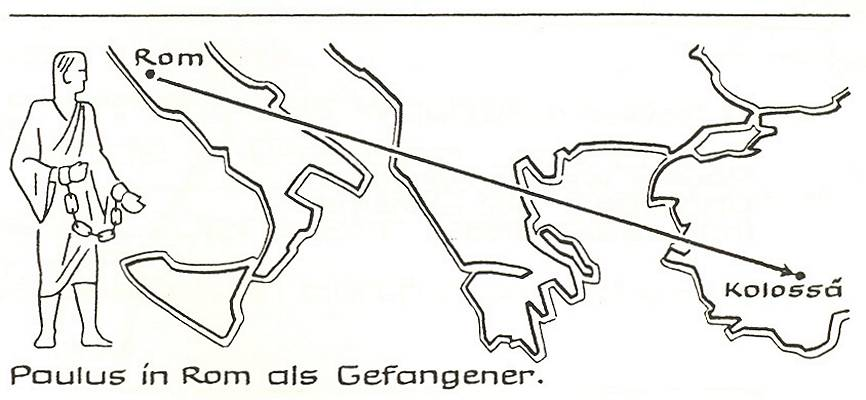 Rom
Kolossä
Paulus in Rom als Gefangener.